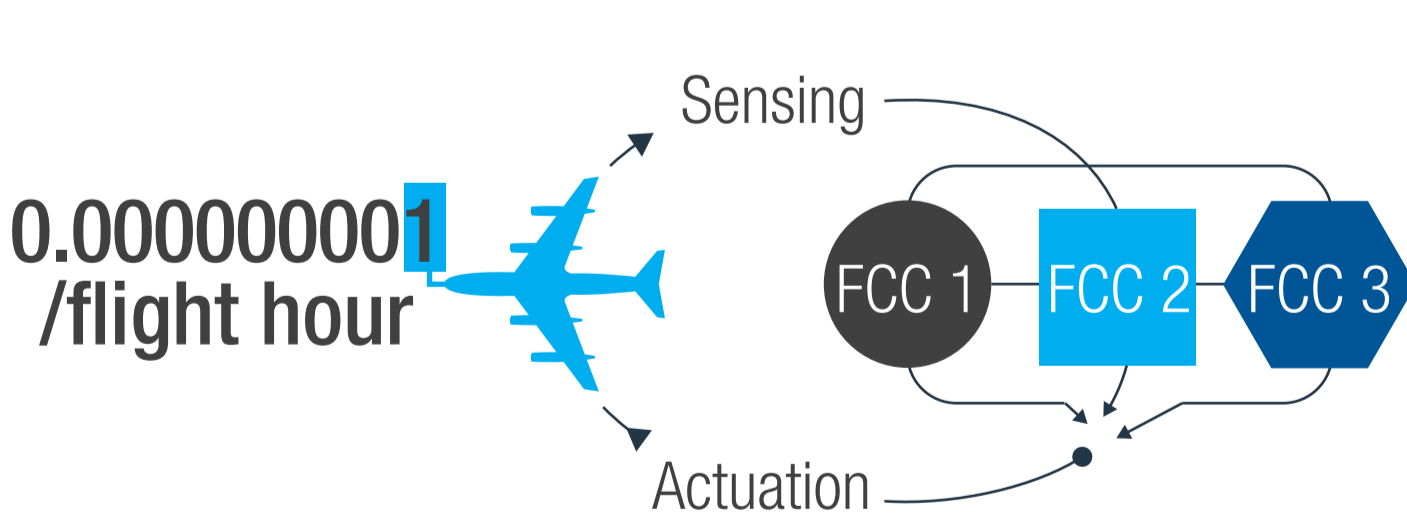 0.000000001
/flight hour
Sensing
FCC 1
FCC 2
FCC 3
Actuation